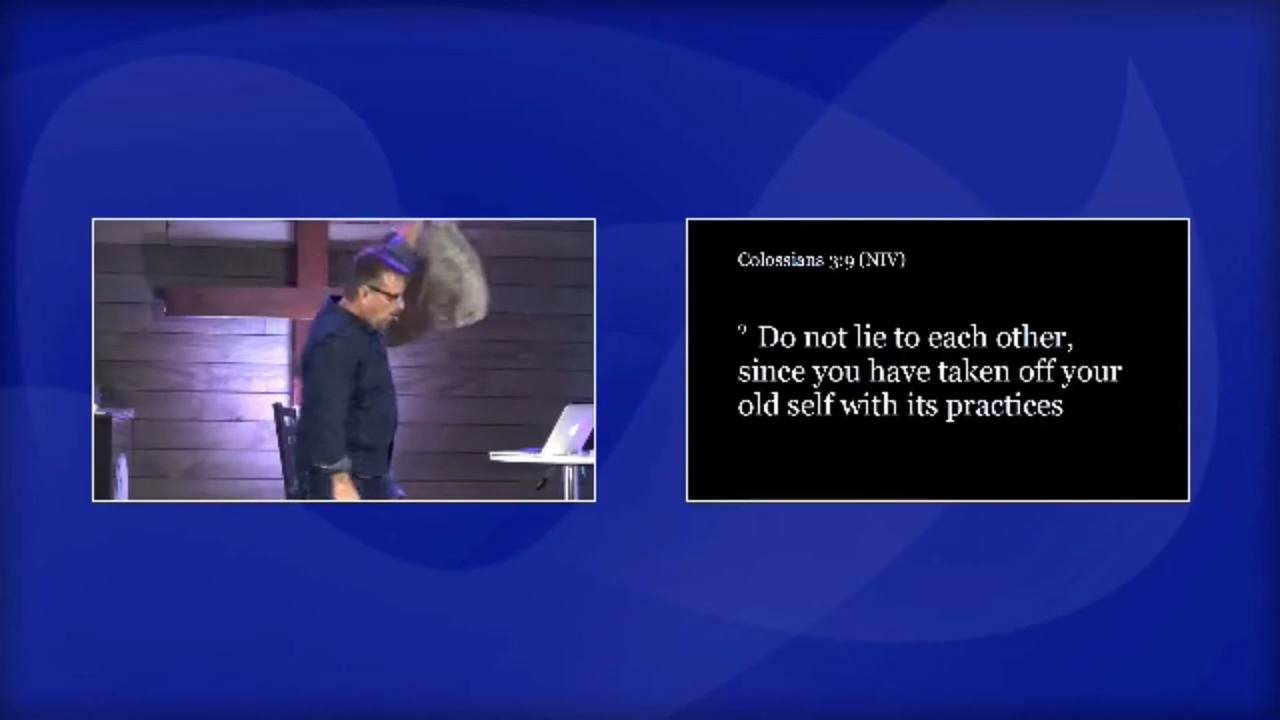 Colossians 3:9 (NIV)
9 Do not lie to each other,
since you have taken off your
old self with its practices